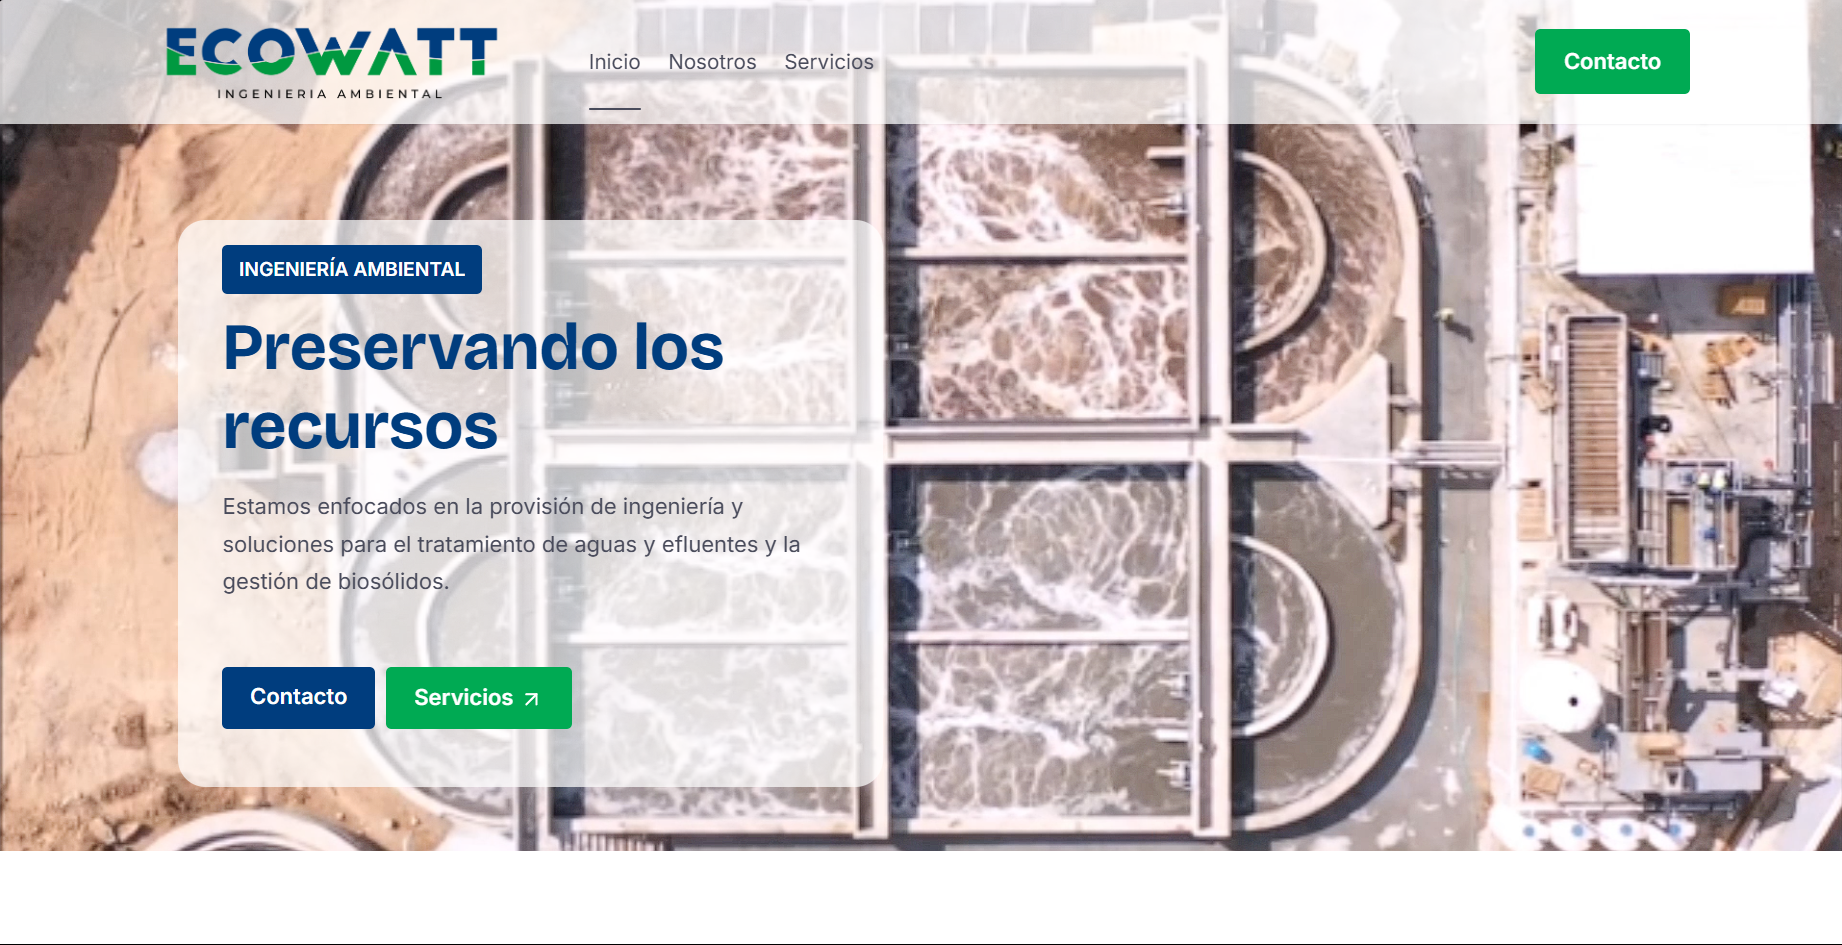 ECOWATT
INGENIERIA AMBIENTAL
Inicio
Nosotros
Servicios
Contacto
INGENIERÍA AMBIENTAL
Preservando los
recursos
Estamos enfocados en la provisión de ingeniería y
soluciones para el tratamiento de aguas y efluentes y la
gestión de biosólidos.
Contacto
Servicios